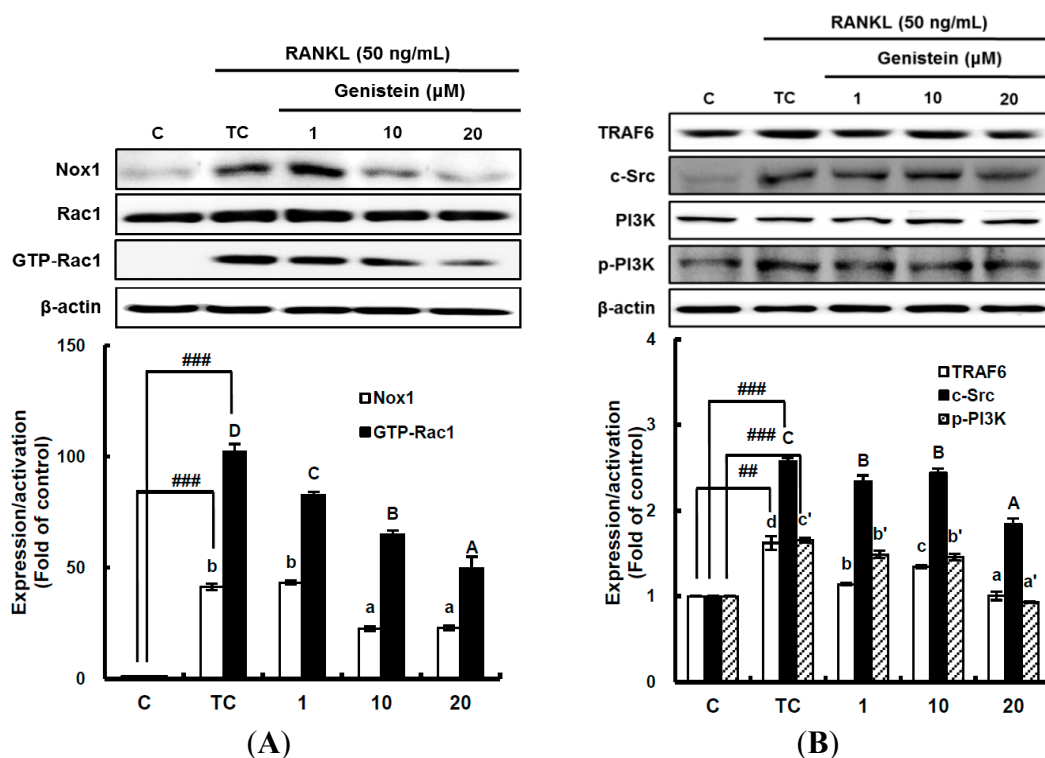 RANKL (50 ng/mL)
Genistein (µM)
C TC 1 10 20
Nox1
Rac1
GTP-Rac1
β-actin
150
100
50
0
Expression/activation
(Fold of control)
###
###
D
C
B
A
b
b
a
a
Nox1
GTP-Rac1
C TC 1 10 20
(A)
RANKL (50 ng/mL)
Genistein (µM)
C TC 1 10 20
TRAF6
c-Src
PI3K
p-PI3K
β-actin
4
3
2
1
0
Expression/activation
(Fold of control)
###
###
##
C
d c'
B
b b'
B
c b'
A
a a'
TRAF6
c-Src
p-PI3K
C TC 1 10 20
(B)